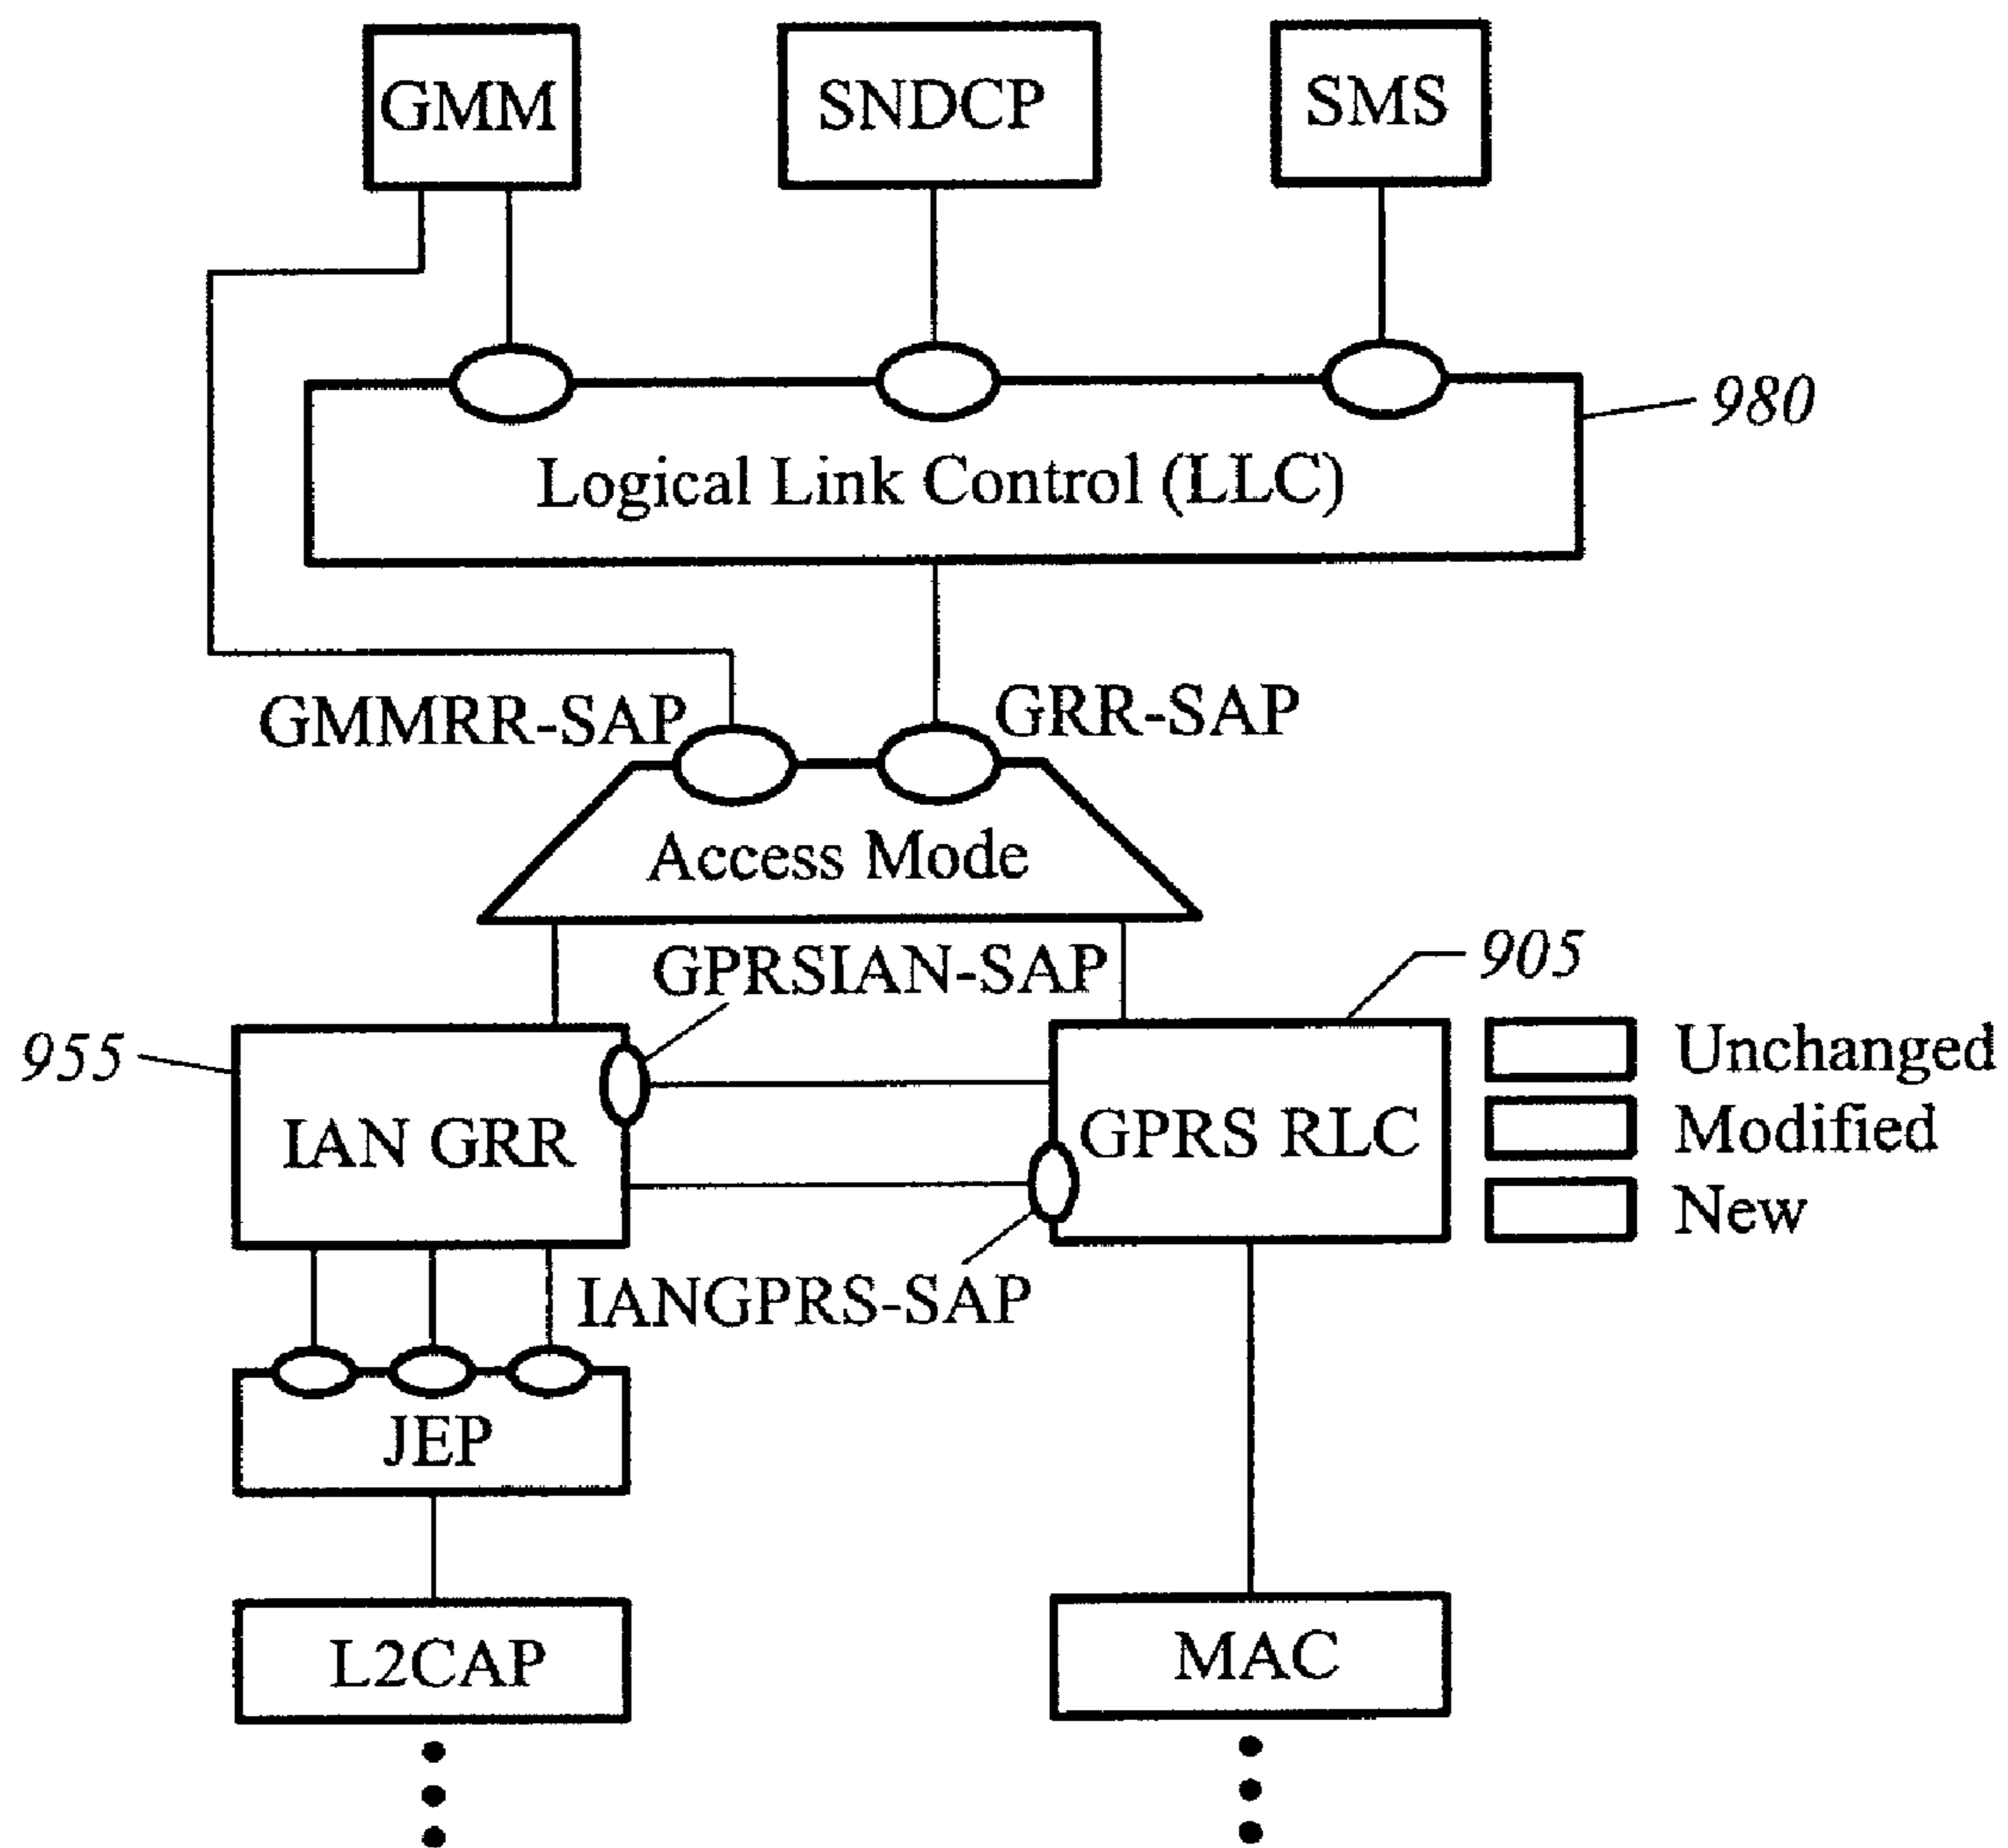 GMM
SNDCP
SMS
980
Logical Link Control (LLC)
GMMRR-SAP
GRR-SAP
Access Mode
GPRSIAN-SAP
905
955
Unchanged
IAN GRR
GPRS RLC
Modified
New
IANGPRS-SAP
JEP
L2CAP
MAC